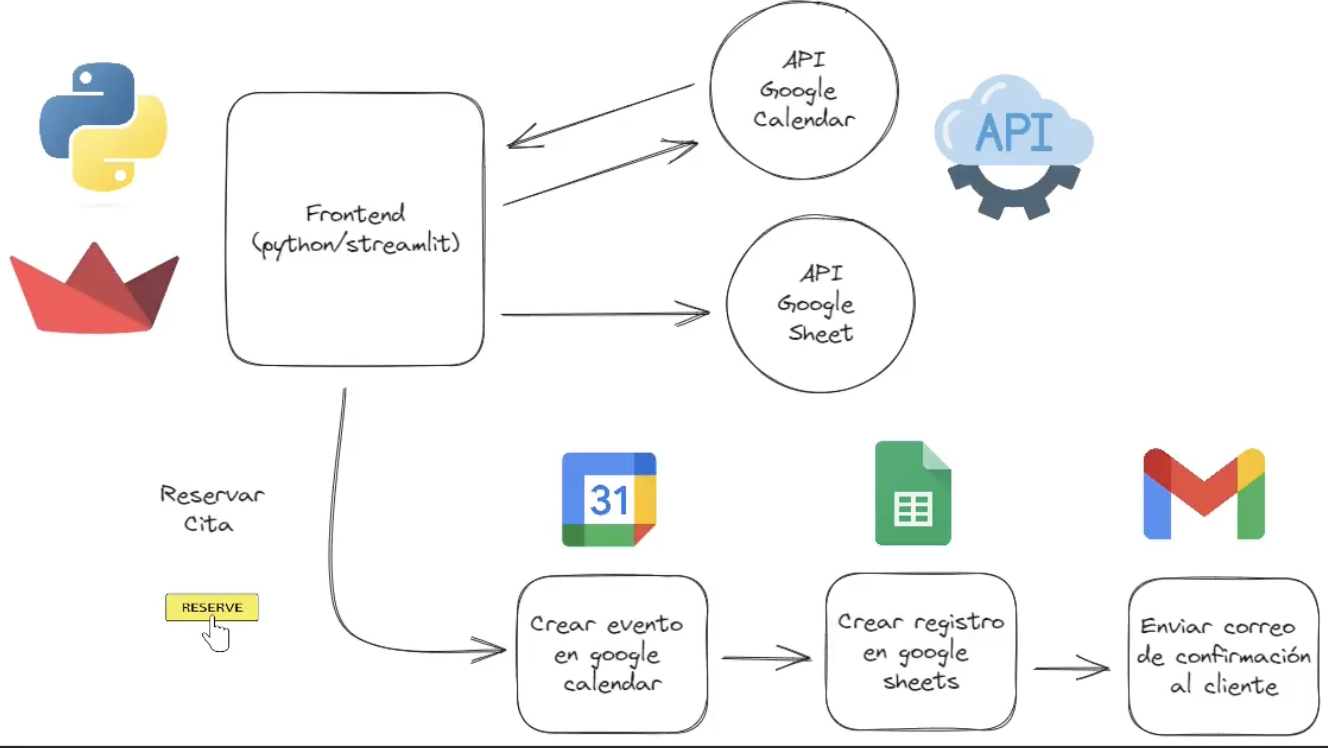 API
Google
Calendar
API
Frontend
(python/streamlit)
API
Google
Sheet
Reservar
Cita
RESERVE
31
Crear evento
en google
calendar
Crear registro
en google
sheets
Enviar correo
de confirmación
al cliente